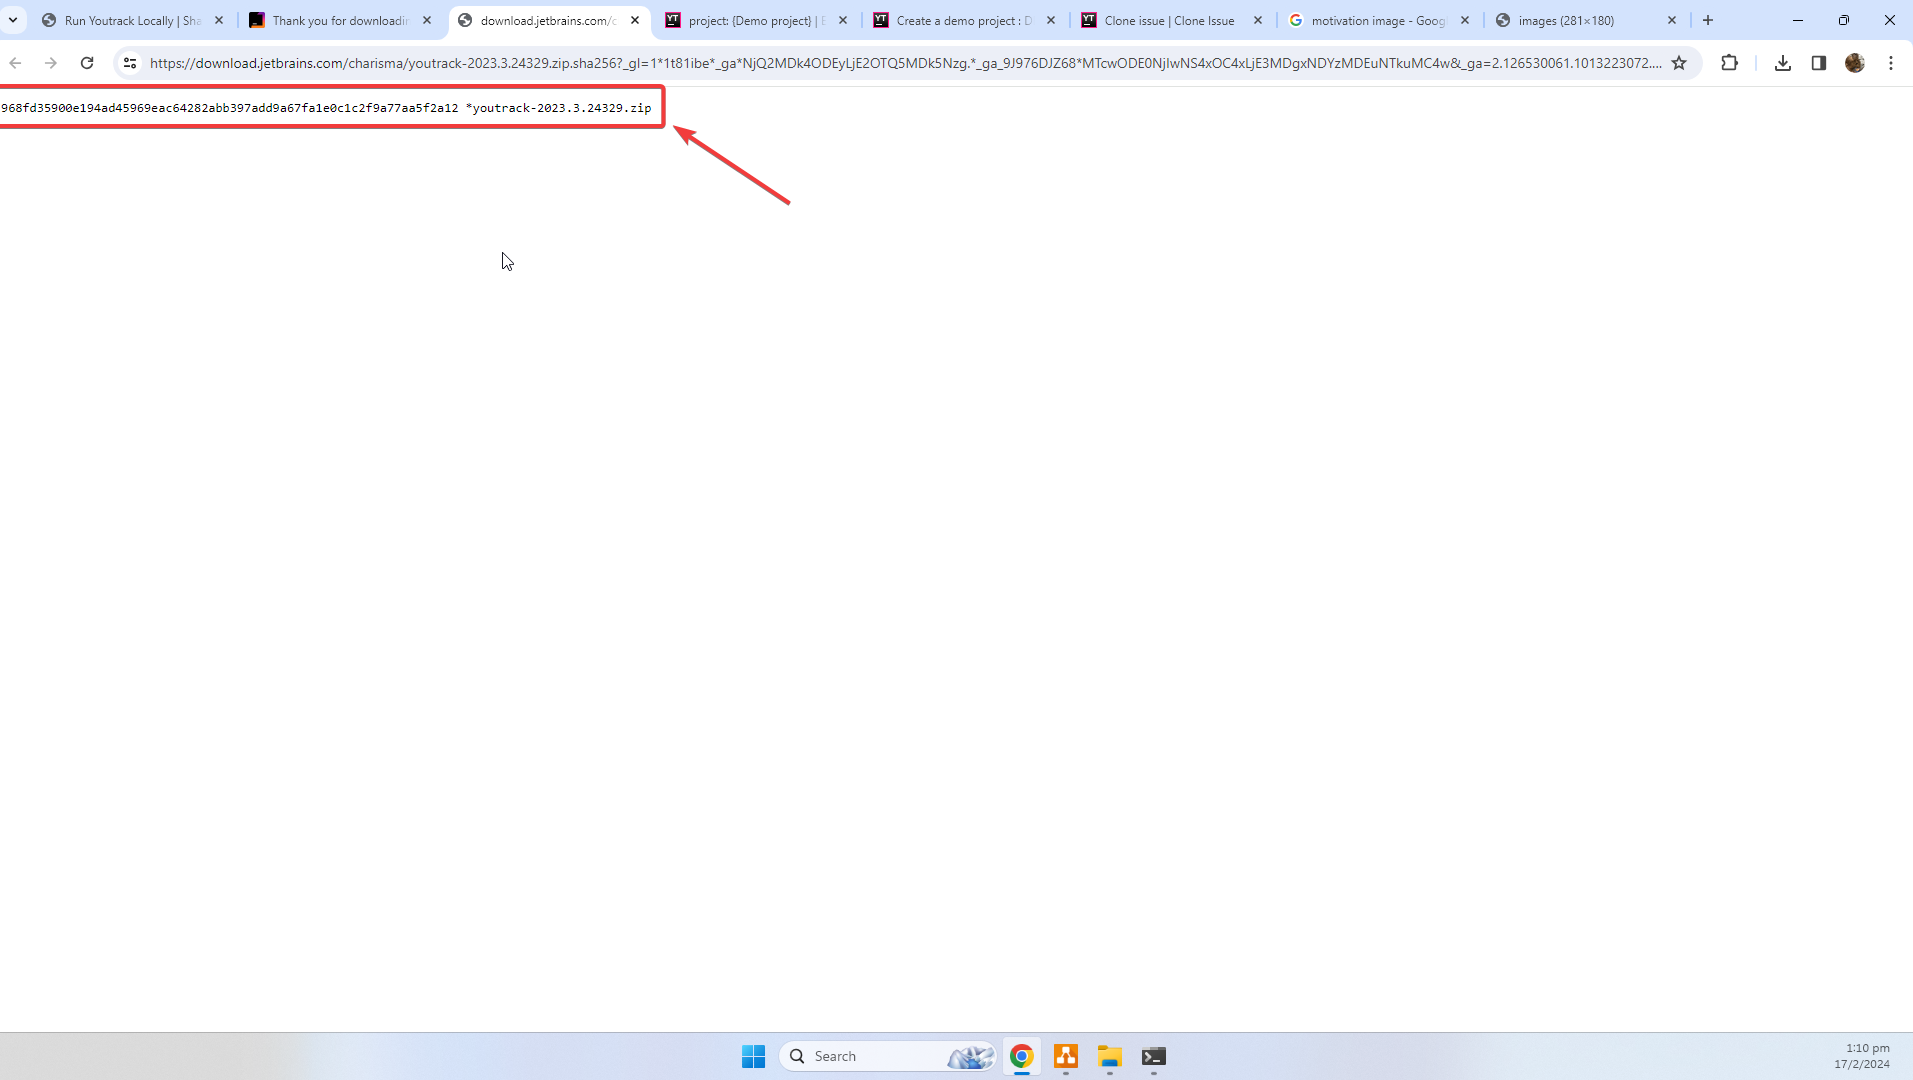 Run Youtrack Locally | Sha
Thank you for downloadin
download.jetbrains.com/c
project: {Demo project} | E
Create a demo project : D
Clone issue | Clone Issue
motivation image - Goog
images (281×180)
https://download.jetbrains.com/charisma/youtrack-2023.3.24329.zip.sha256?_gl=1*1t81ibe*_ga*NjQ2MDk4ODEyLjE2OTQ5MDk5Nzg.*_ga_9J976DJZ68*MTcwODE0NjIwNS4xOC4xLjE3MDgxNDYzMDEuNTkuMC4w&_ga=2.126530061.1013223072....
968fd35900e194ad45969eac64282abb397add9a67fa1e0c1c2f9a77aa5f2a12 *youtrack-2023.3.24329.zip
Search
1:10 pm
17/2/2024